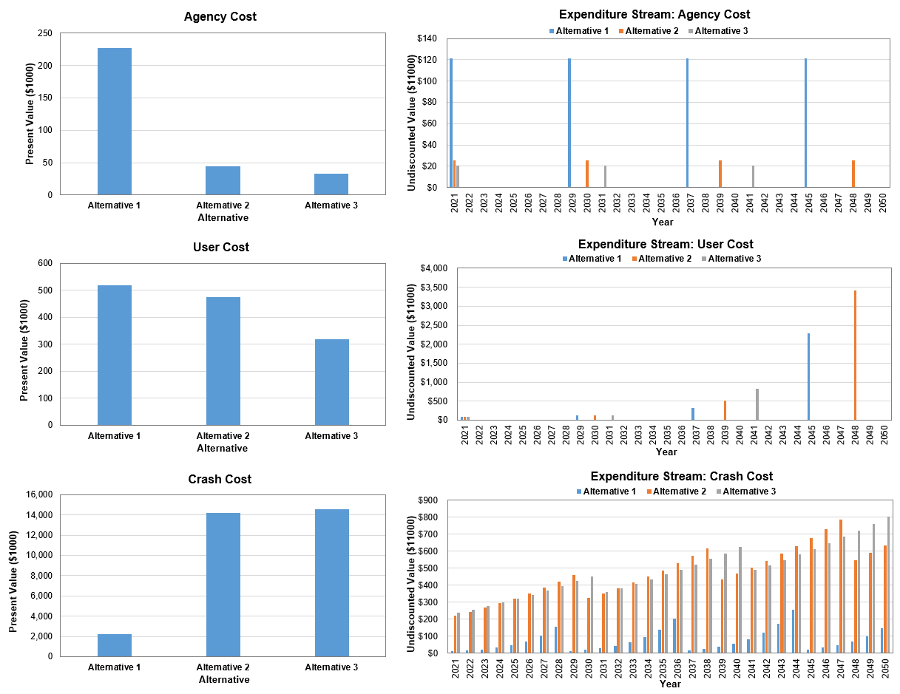 Agency Cost
250
200
150
100
50
0
Present Value ($1000)
Alternative 1 Alternative 2 Alternative 3
Alternative
Expenditure Stream: Agency Cost
Alternative 1 Alternative 2 Alternative 3
$140
$120
$100
$80
$60
$40
$20
$0
Undiscounted Value ($11000)
2021 2022 2023 2024 2025 2026 2027 2028 2029 2030 2031 2032 2033 2034 2035 2036 2037 2038 2039 2040 2041 2042 2043 2044 2045 2046 2047 2048 2049 2050
Year
User Cost
600
500
400
300
200
100
0
Present Value ($1000)
Alternative 1 Alternative 2 Alternative 3
Alternative
Expenditure Stream: User Cost
Alternative 1 Alternative 2 Alternative 3
$4,000
$3,500
$3,000
$2,500
$2,000
$1,500
$1,000
$500
$0
Undiscounted Value ($11000)
2021 2022 2023 2024 2025 2026 2027 2028 2029 2030 2031 2032 2033 2034 2035 2036 2037 2038 2039 2040 2041 2042 2043 2044 2045 2046 2047 2048 2049 2050
Year
Crash Cost
16,000
14,000
12,000
10,000
8,000
6,000
4,000
2,000
0
Present Value ($1000)
Alternative 1 Alternative 2 Alternative 3
Alternative
Expenditure Stream: Crash Cost
Alternative 1 Alternative 2 Alternative 3
$900
$800
$700
$600
$500
$400
$300
$200
$100
$0
Undiscounted Value ($11000)
2021 2022 2023 2024 2025 2026 2027 2028 2029 2030 2031 2032 2033 2034 2035 2036 2037 2038 2039 2040 2041 2042 2043 2044 2045 2046 2047 2048 2049 2050
Year